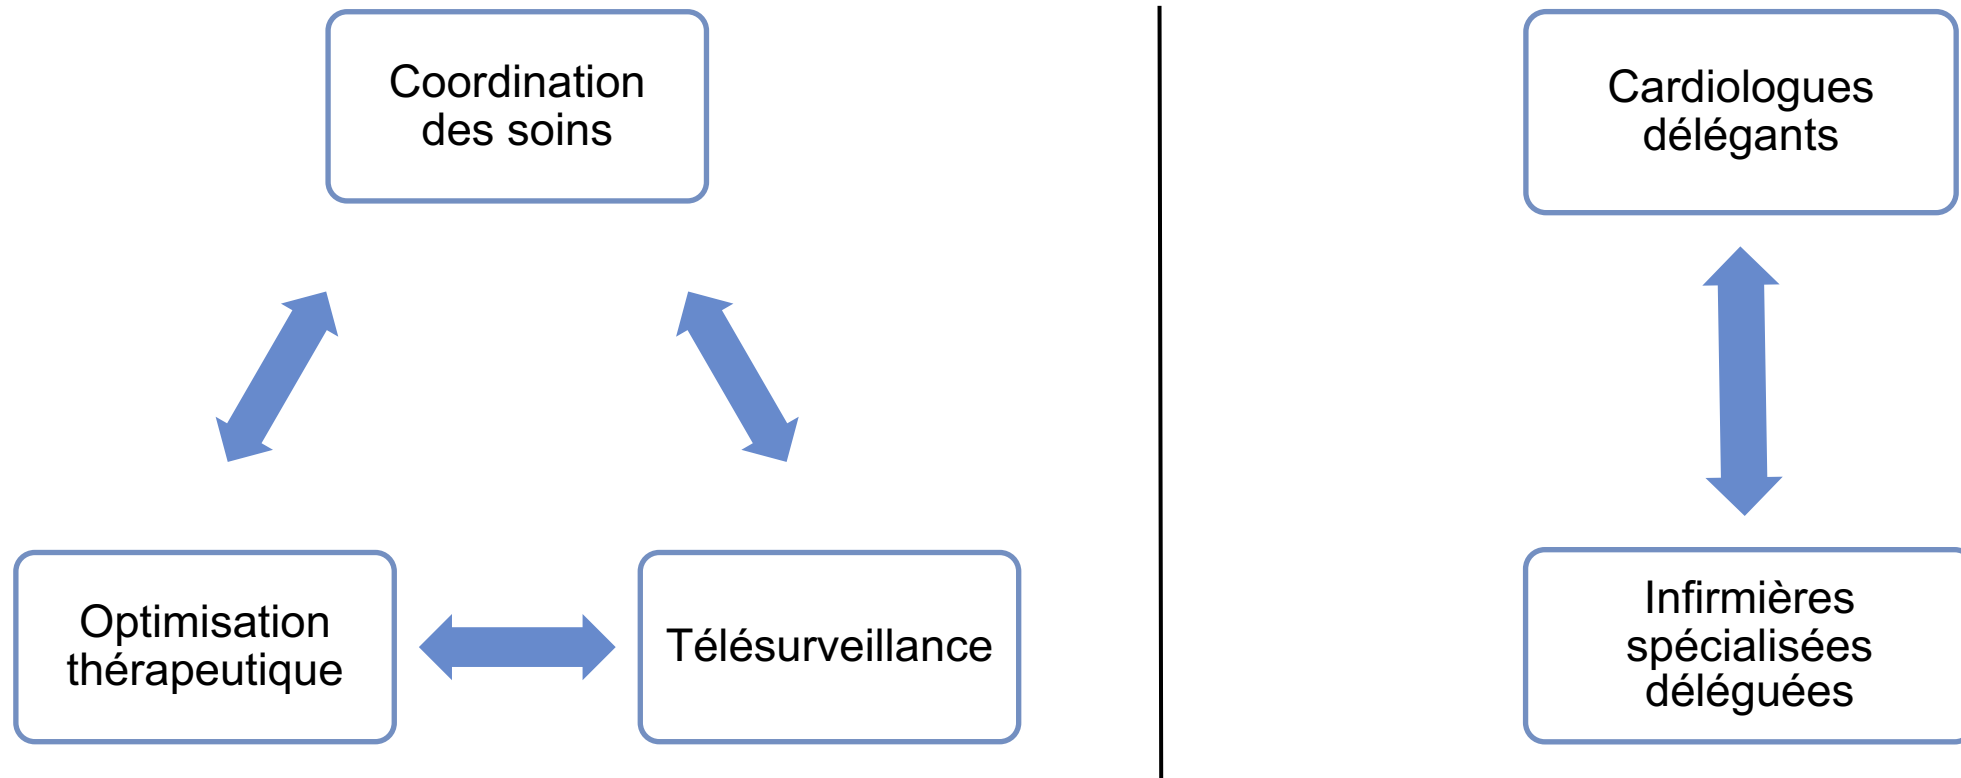 Coordination
des soins
Optimisation
thérapeutique
Télésurveillance
Cardiologues
délégants
Infirmières
spécialisées
déléguées